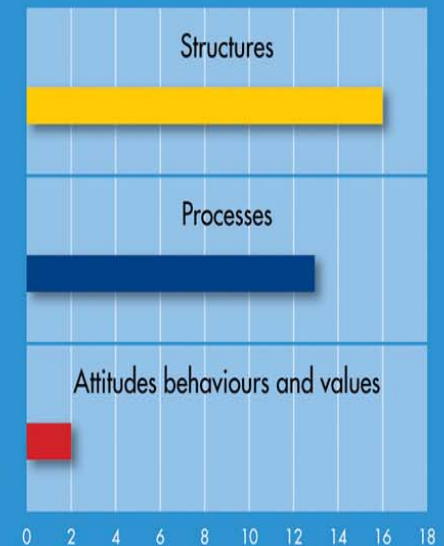 Structures
Processes
Attitudes behaviours and values
0 2 4 6 8 10 12 14 16 18